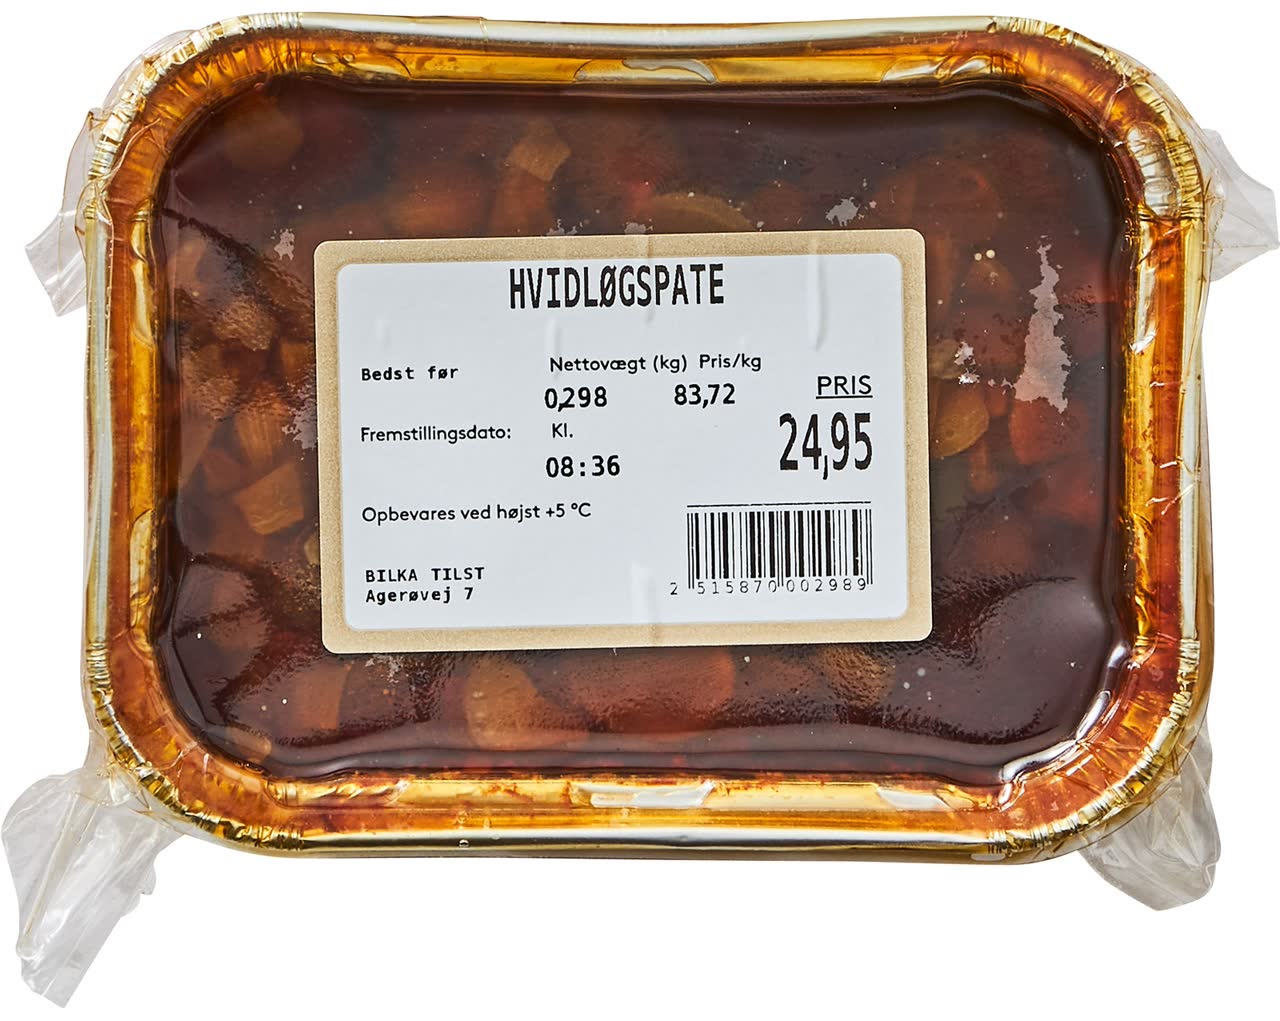 HVIDLØGSPATE
Bedst før
Nettovægt (kg) Pris/kg
0,298 83,72
PRIS
24,95
Fremstillingsdato: Kl.
08:36
Opbevares ved højst +5 °C
BILKA TILST
Agerøvej 7
2 515870 002989